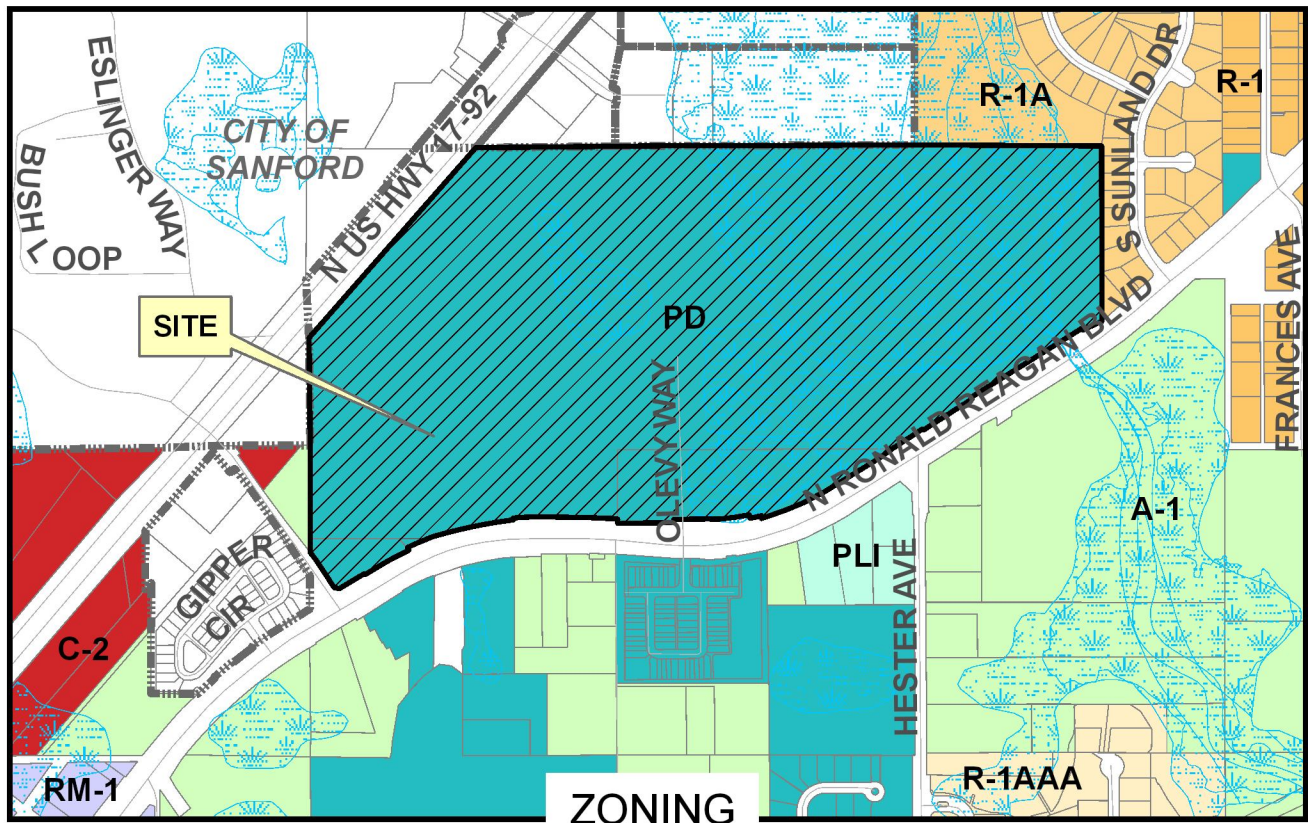 ESLINGER WAY
BUSH LOOP
CITY OF
SANFORD
N US HWY 17-92
R-1A
R-1
S SUNLAND DR
SITE
PD
OLEVY WAY
N RONALD REAGAN BLVD
FRANCES AVE
A-1
PLI
HESTER AVE
GIPPER
CIR
C-2
RM-1
R-1AAA
ZONING